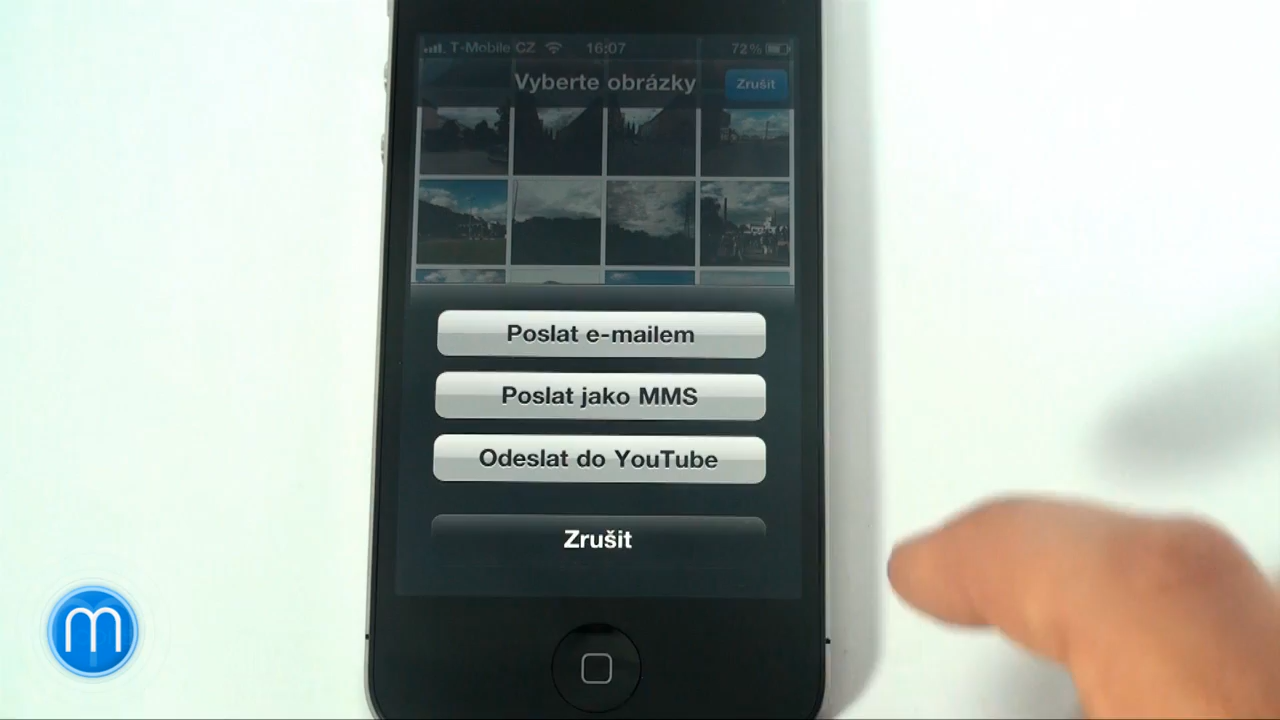 T-Mobile CZ 16:07 72%
Vyberte obrázky Zrušit
Poslat e-mailem
Poslat jako MMS
Odeslat do YouTube
Zrušit
m